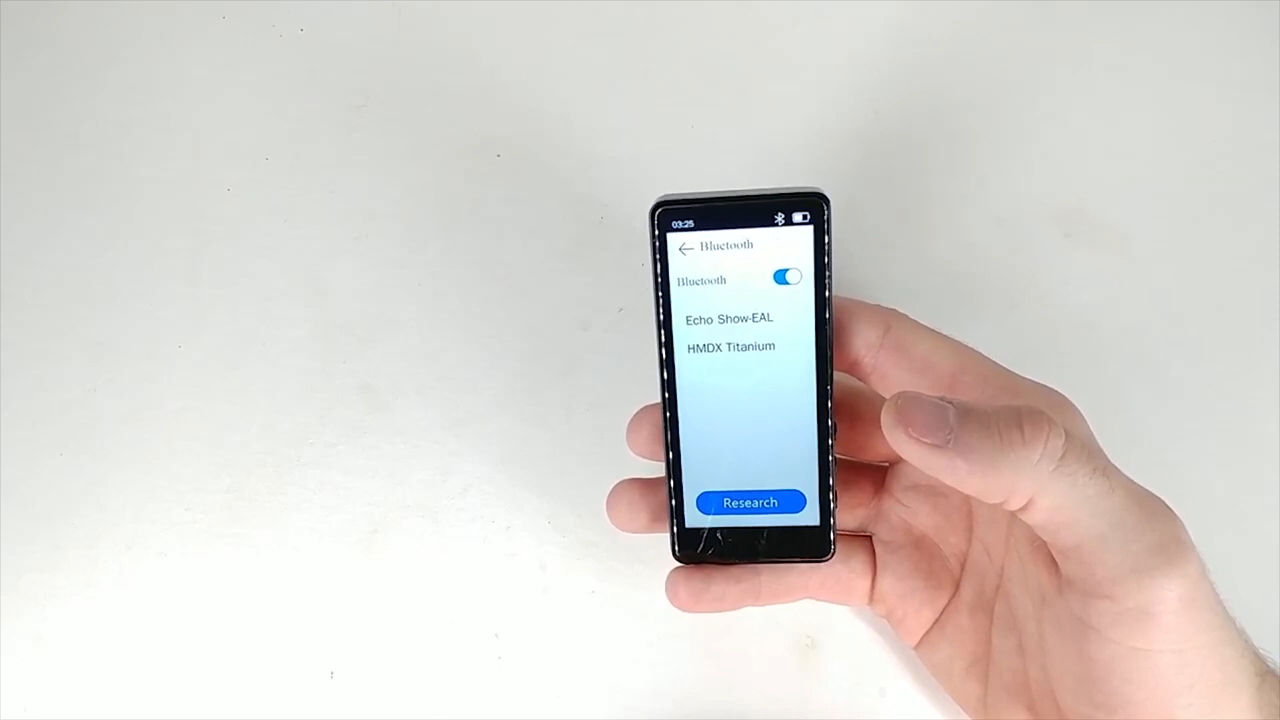 03:25
Bluetooth
Bluetooth
Echo Show-EAL
HMDX Titanium
Research